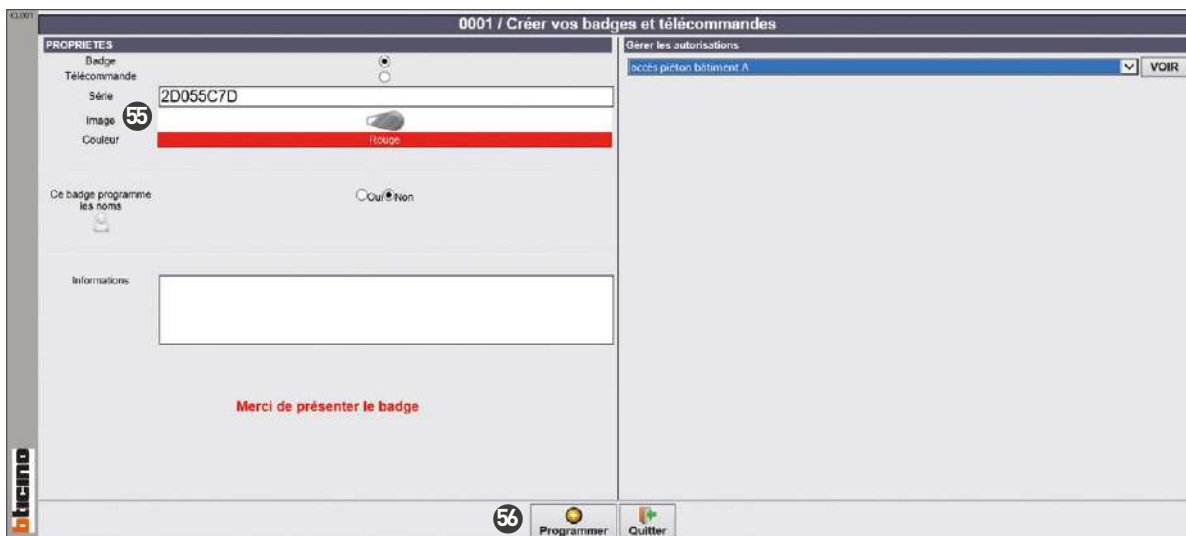 CL001
0001 / Créer vos badges et télécommandes
PROPRIETES
Badge
Télécommande
Série 2D055C7D
Image 55
Couleur Rouge
Ce badge programme
les noms
Oui Non
Informations
Merci de présenter le badge
Gérer les autorisations
accès piéton bâtiment A VOIR
bticino
56 Programmer Quitter